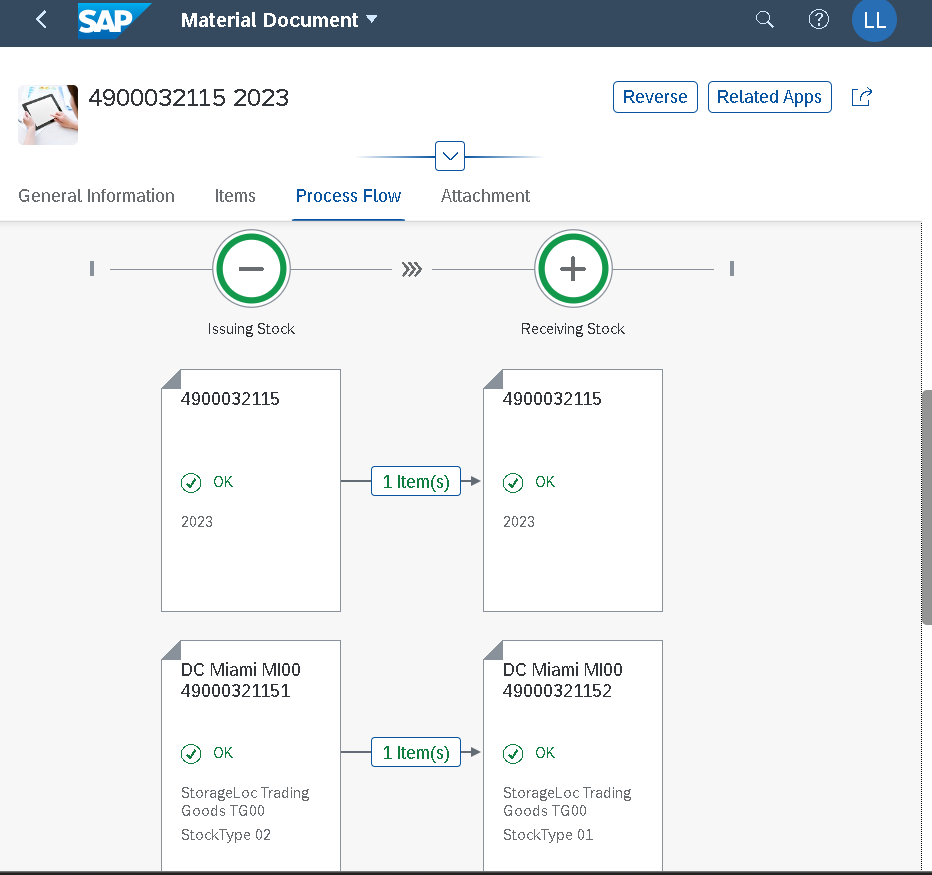 SAP Material Document
LL
4900032115 2023
Reverse
Related Apps
General Information
Items
Process Flow
Attachment
Issuing Stock
Receiving Stock
4900032115
OK
2023
1 Item(s)
4900032115
OK
2023
DC Miami MI00
49000321151
OK
StorageLoc Trading
Goods TG00
StockType 02
1 Item(s)
DC Miami MI00
49000321152
OK
StorageLoc Trading
Goods TG00
StockType 01